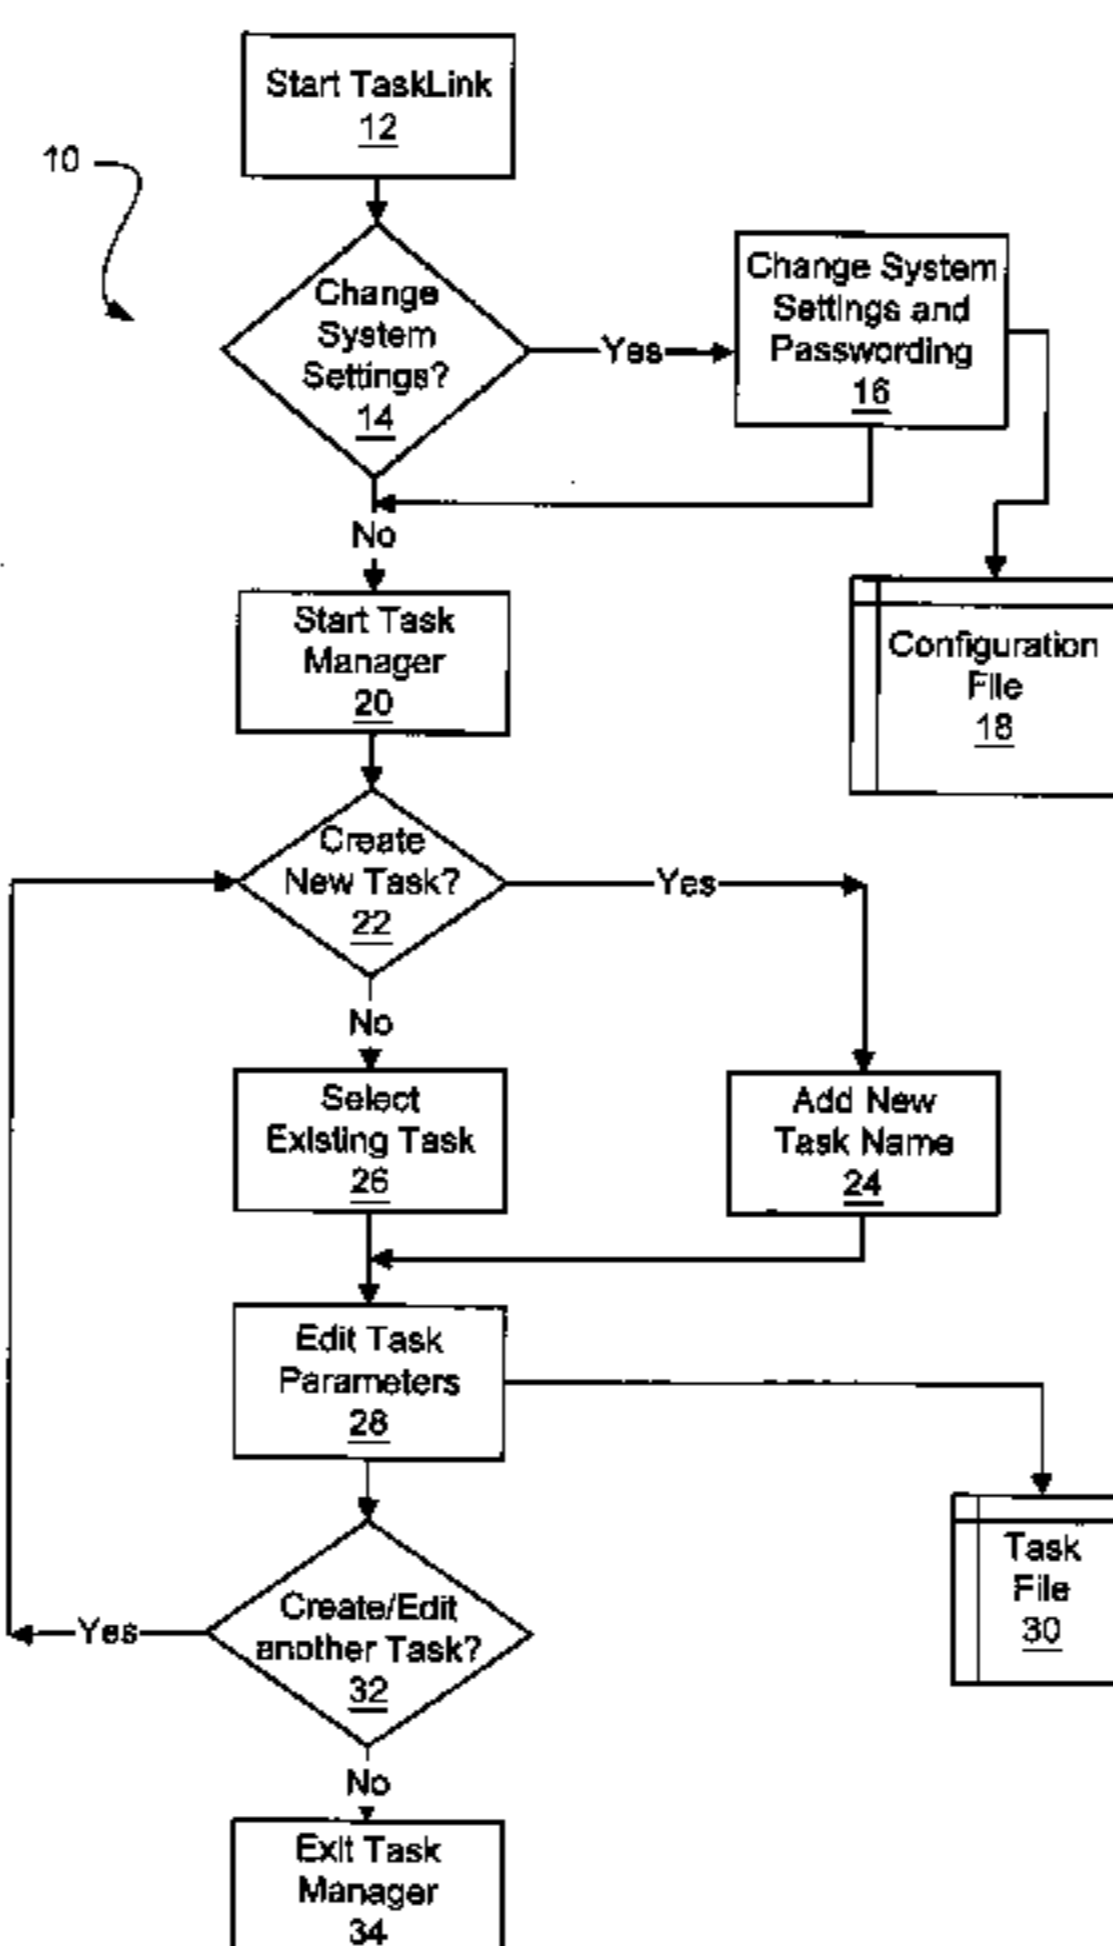 Start TaskLink
12
10
Change
System
Settings?
14
Yes
Change System
Settings and
Passwording
16
No
Start Task
Manager
20
Configuration
File
18
Create
New Task?
22
Yes
No
Select
Existing Task
26
Add New
Task Name
24
Edit Task
Parameters
28
Task
File
30
Create/Edit
another Task?
32
Yes
No
Exit Task
Manager
34